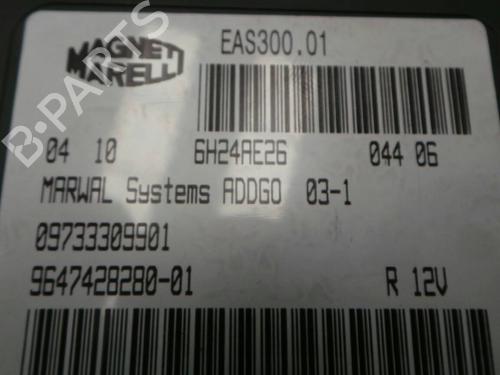 MAGNETI
MARELLI
EAS300.01
04 10 6H24AE26 044 06
MARWAL Systems ADDGO 03-1
09733309901
9647428280-01 R 12V
B-PARTS